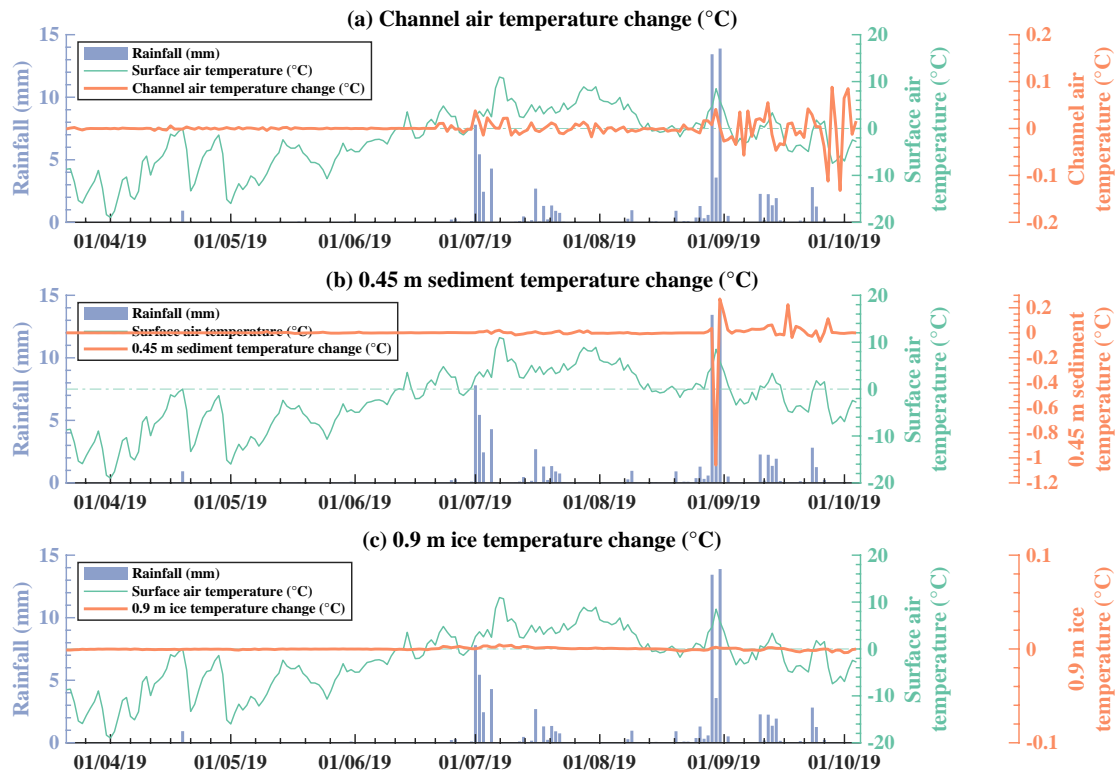 (a) Channel air temperature change (°C)
15
10
5
0
Rainfall (mm)
Rainfall (mm)
Surface air temperature (°C)
Channel air temperature change (°C)
20
10
0
-10
-20
Surface air
temperature (°C)
0.2
0.1
0
-0.1
-0.2
Channel air
temperature (°C)
01/04/19 01/05/19 01/06/19 01/07/19 01/08/19 01/09/19 01/10/19
(b) 0.45 m sediment temperature change (°C)
15
10
5
0
Rainfall (mm)
Rainfall (mm)
Surface air temperature (°C)
0.45 m sediment temperature change (°C)
20
10
0
-10
-20
Surface air
temperature (°C)
0.2
0
-0.2
-0.4
-0.6
-0.8
-1
-1.2
0.45 m sediment
temperature (°C)
01/04/19 01/05/19 01/06/19 01/07/19 01/08/19 01/09/19 01/10/19
(c) 0.9 m ice temperature change (°C)
15
10
5
0
Rainfall (mm)
Rainfall (mm)
Surface air temperature (°C)
0.9 m ice temperature change (°C)
20
10
0
-10
-20
Surface air
temperature (°C)
0.1
0
-0.1
0.9 m ice
temperature (°C)
01/04/19 01/05/19 01/06/19 01/07/19 01/08/19 01/09/19 01/10/19